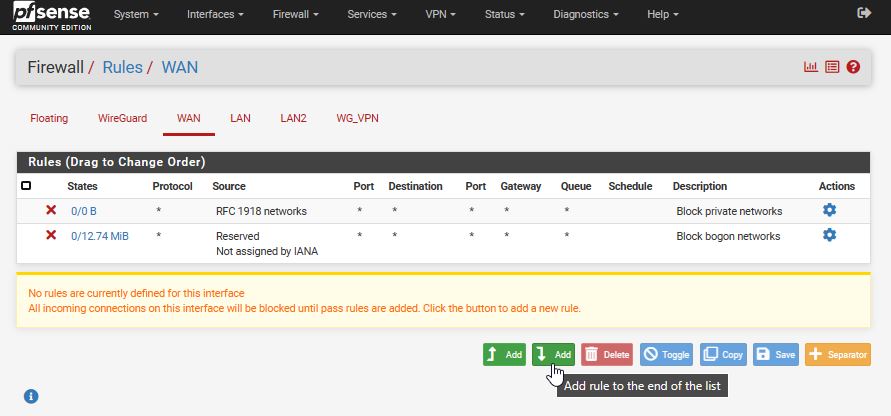 pfsense
COMMUNITY EDITION
System Interfaces Firewall Services VPN Status Diagnostics Help
Firewall / Rules / WAN
Floating WireGuard WAN LAN LAN2 WG_VPN
Rules (Drag to Change Order)
States Protocol Source Port Destination Port Gateway Queue Schedule Description Actions
0/0 B * RFC 1918 networks * * * * * Block private networks
0/12.74 MiB * Reserved * * * * * Block bogon networks
Not assigned by IANA
No rules are currently defined for this interface
All incoming connections on this interface will be blocked until pass rules are added. Click the button to add a new rule.
Add Add Delete Toggle Copy Save Separator
Add rule to the end of the list